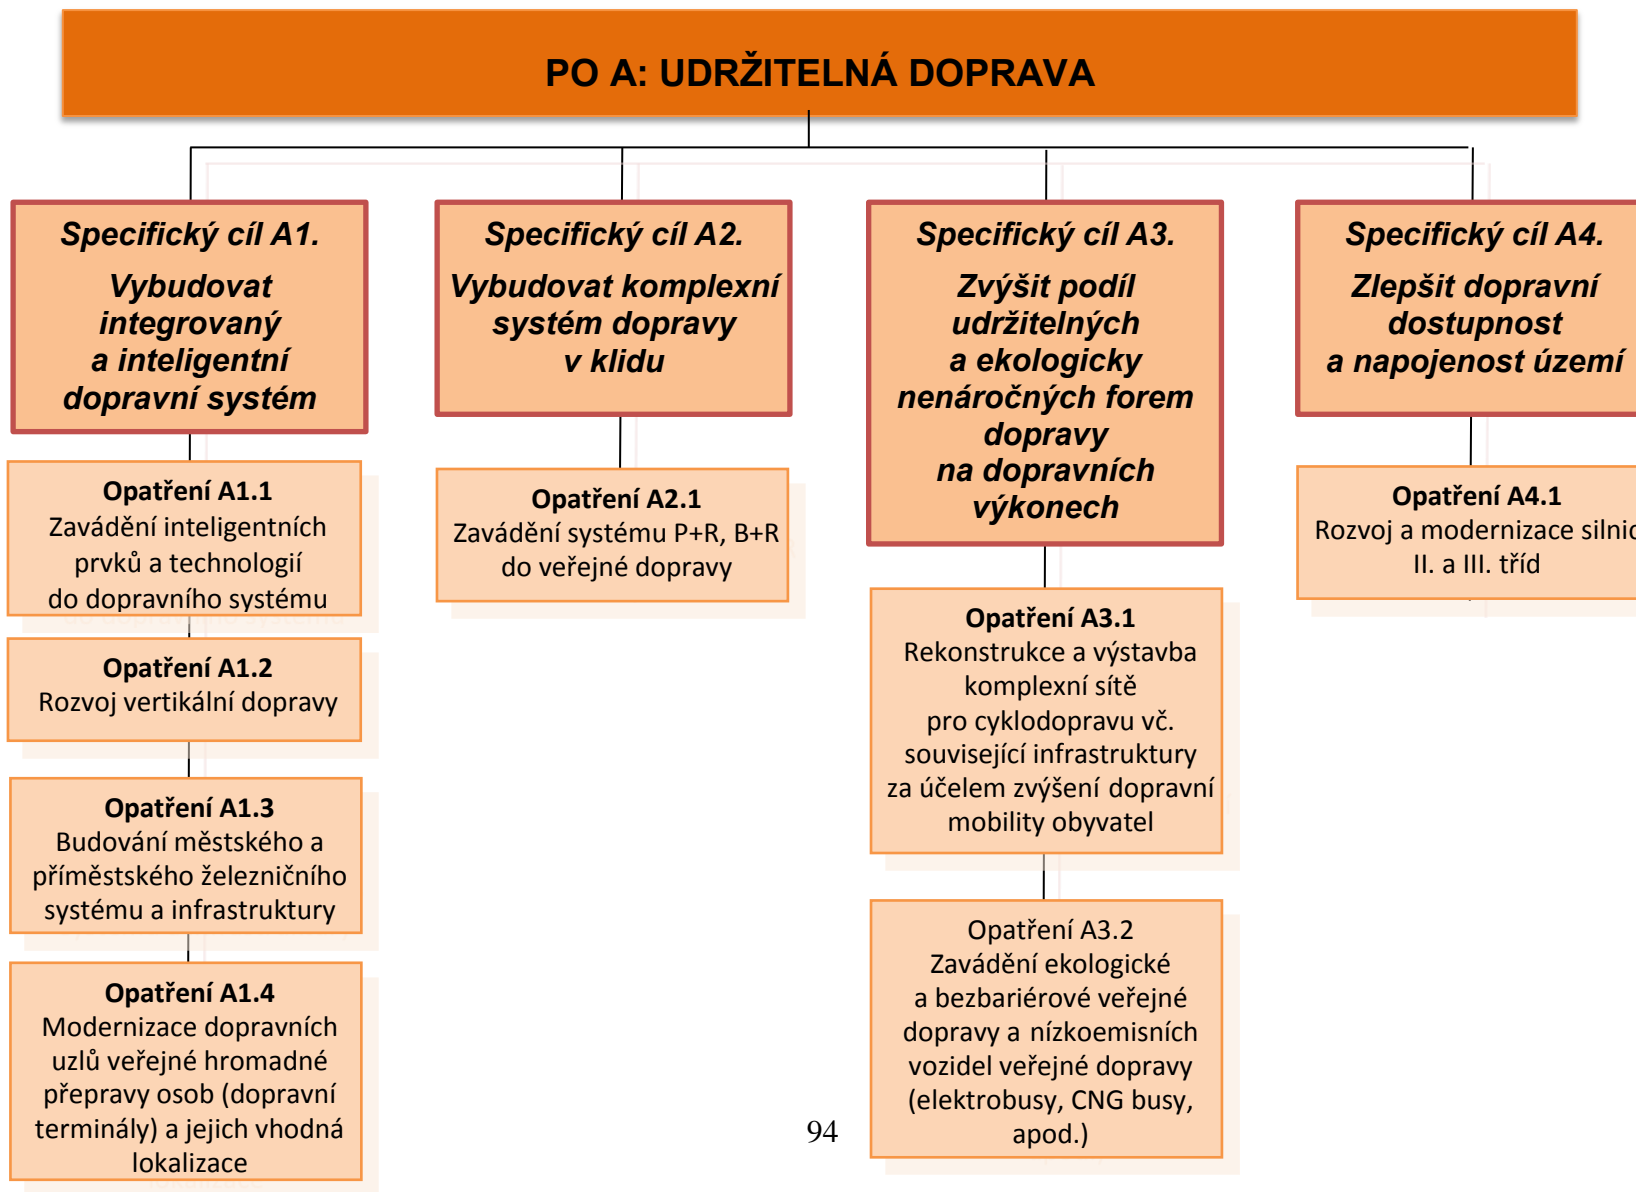 PO A: UDRŽITELNÁ DOPRAVA
Specifický cíl A1.
Vybudovat
integrovaný
a inteligentní
dopravní systém
Opatření A1.1
Zavádění inteligentních
prvků a technologií
do dopravního systému
Opatření A1.2
Rozvoj vertikální dopravy
Opatření A1.3
Budování městského a
příměstského železničního
systému a infrastruktury
Opatření A1.4
Modernizace dopravních
uzlů veřejné hromadné
přepravy osob (dopravní
terminály) a jejich vhodná
lokalizace
Specifický cíl A2.
Vybudovat komplexní
systém dopravy
v klidu
Opatření A2.1
Zavádění systému P+R, B+R
do veřejné dopravy
Specifický cíl A3.
Zvýšit podíl
udržitelných
a ekologicky
nenáročných forem
dopravy
na dopravních
výkonech
Opatření A3.1
Rekonstrukce a výstavba
komplexní sítě
pro cyklodopravu vč.
související infrastruktury
za účelem zvýšení dopravní
mobility obyvatel
Opatření A3.2
Zavádění ekologické
a bezbariérové veřejné
dopravy a nízkoemisních
vozidel veřejné dopravy
(elektrobusy, CNG busy,
apod.)
Specifický cíl A4.
Zlepšit dopravní
dostupnost
a napojenost území
Opatření A4.1
Rozvoj a modernizace silnic
II. a III. tříd
94